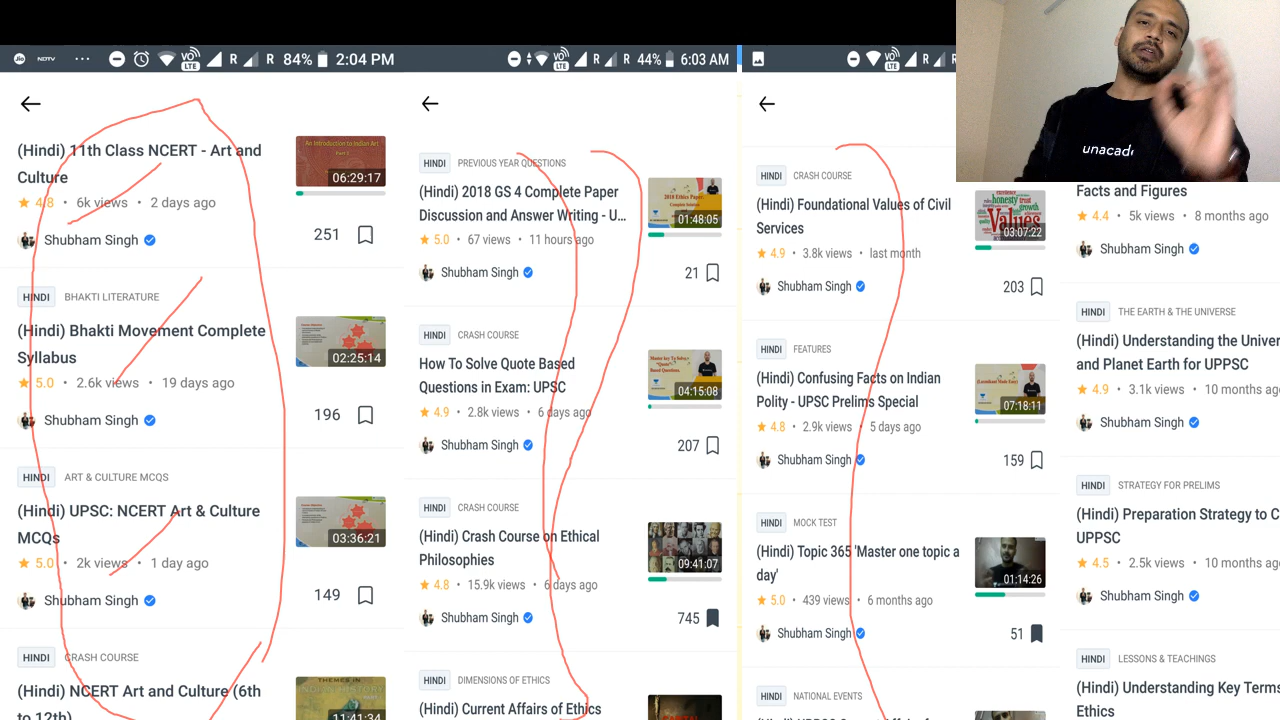 84% 2:04 PM
(Hindi) 11th Class NCERT - Art and
Culture
4.8 • 6k views • 2 days ago
Shubham Singh
An Introduction to Indian Art
Part 1
06:29:17
251
HINDI BHAKTI LITERATURE
(Hindi) Bhakti Movement Complete
Syllabus
5.0 • 2.6k views • 19 days ago
Shubham Singh
02:25:14
196
HINDI ART & CULTURE MCQS
(Hindi) UPSC: NCERT Art & Culture
MCQs
5.0 • 2k views • 1 day ago
Shubham Singh
03:36:21
149
HINDI CRASH COURSE
(Hindi) NCERT Art and Culture (6th
to 12th)
THEMES IN
11:41:34
44% 6:03 AM
HINDI PREVIOUS YEAR QUESTIONS
(Hindi) 2018 GS 4 Complete Paper
Discussion and Answer Writing - U...
5.0 • 67 views • 11 hours ago
Shubham Singh
01:48:05
21
HINDI CRASH COURSE
How To Solve Quote Based
Questions in Exam: UPSC
4.9 • 2.8k views • 6 days ago
Shubham Singh
04:15:08
207
HINDI CRASH COURSE
(Hindi) Crash Course on Ethical
Philosophies
4.8 • 15.9k views • 6 days ago
Shubham Singh
09:41:07
745
HINDI DIMENSIONS OF ETHICS
(Hindi) Current Affairs of Ethics
HINDI CRASH COURSE
(Hindi) Foundational Values of Civil
Services
4.9 • 3.8k views • last month
Shubham Singh
Values
03:07:22
203
HINDI FEATURES
(Hindi) Confusing Facts on Indian
Polity - UPSC Prelims Special
4.8 • 2.9k views • 5 days ago
Shubham Singh
07:18:11
159
HINDI MOCK TEST
(Hindi) Topic 365 'Master one topic a
day'
5.0 • 439 views • 6 months ago
Shubham Singh
01:14:26
51
HINDI NATIONAL EVENTS
unacade
Facts and Figures
4.4 • 5k views • 8 months ago
Shubham Singh
HINDI THE EARTH & THE UNIVERSE
(Hindi) Understanding the Univer
and Planet Earth for UPPSC
4.9 • 3.1k views • 10 months ago
Shubham Singh
HINDI STRATEGY FOR PRELIMS
(Hindi) Preparation Strategy to C
UPPSC
4.5 • 2.5k views • 10 months ago
Shubham Singh
HINDI LESSONS & TEACHINGS
(Hindi) Understanding Key Terms
Ethics